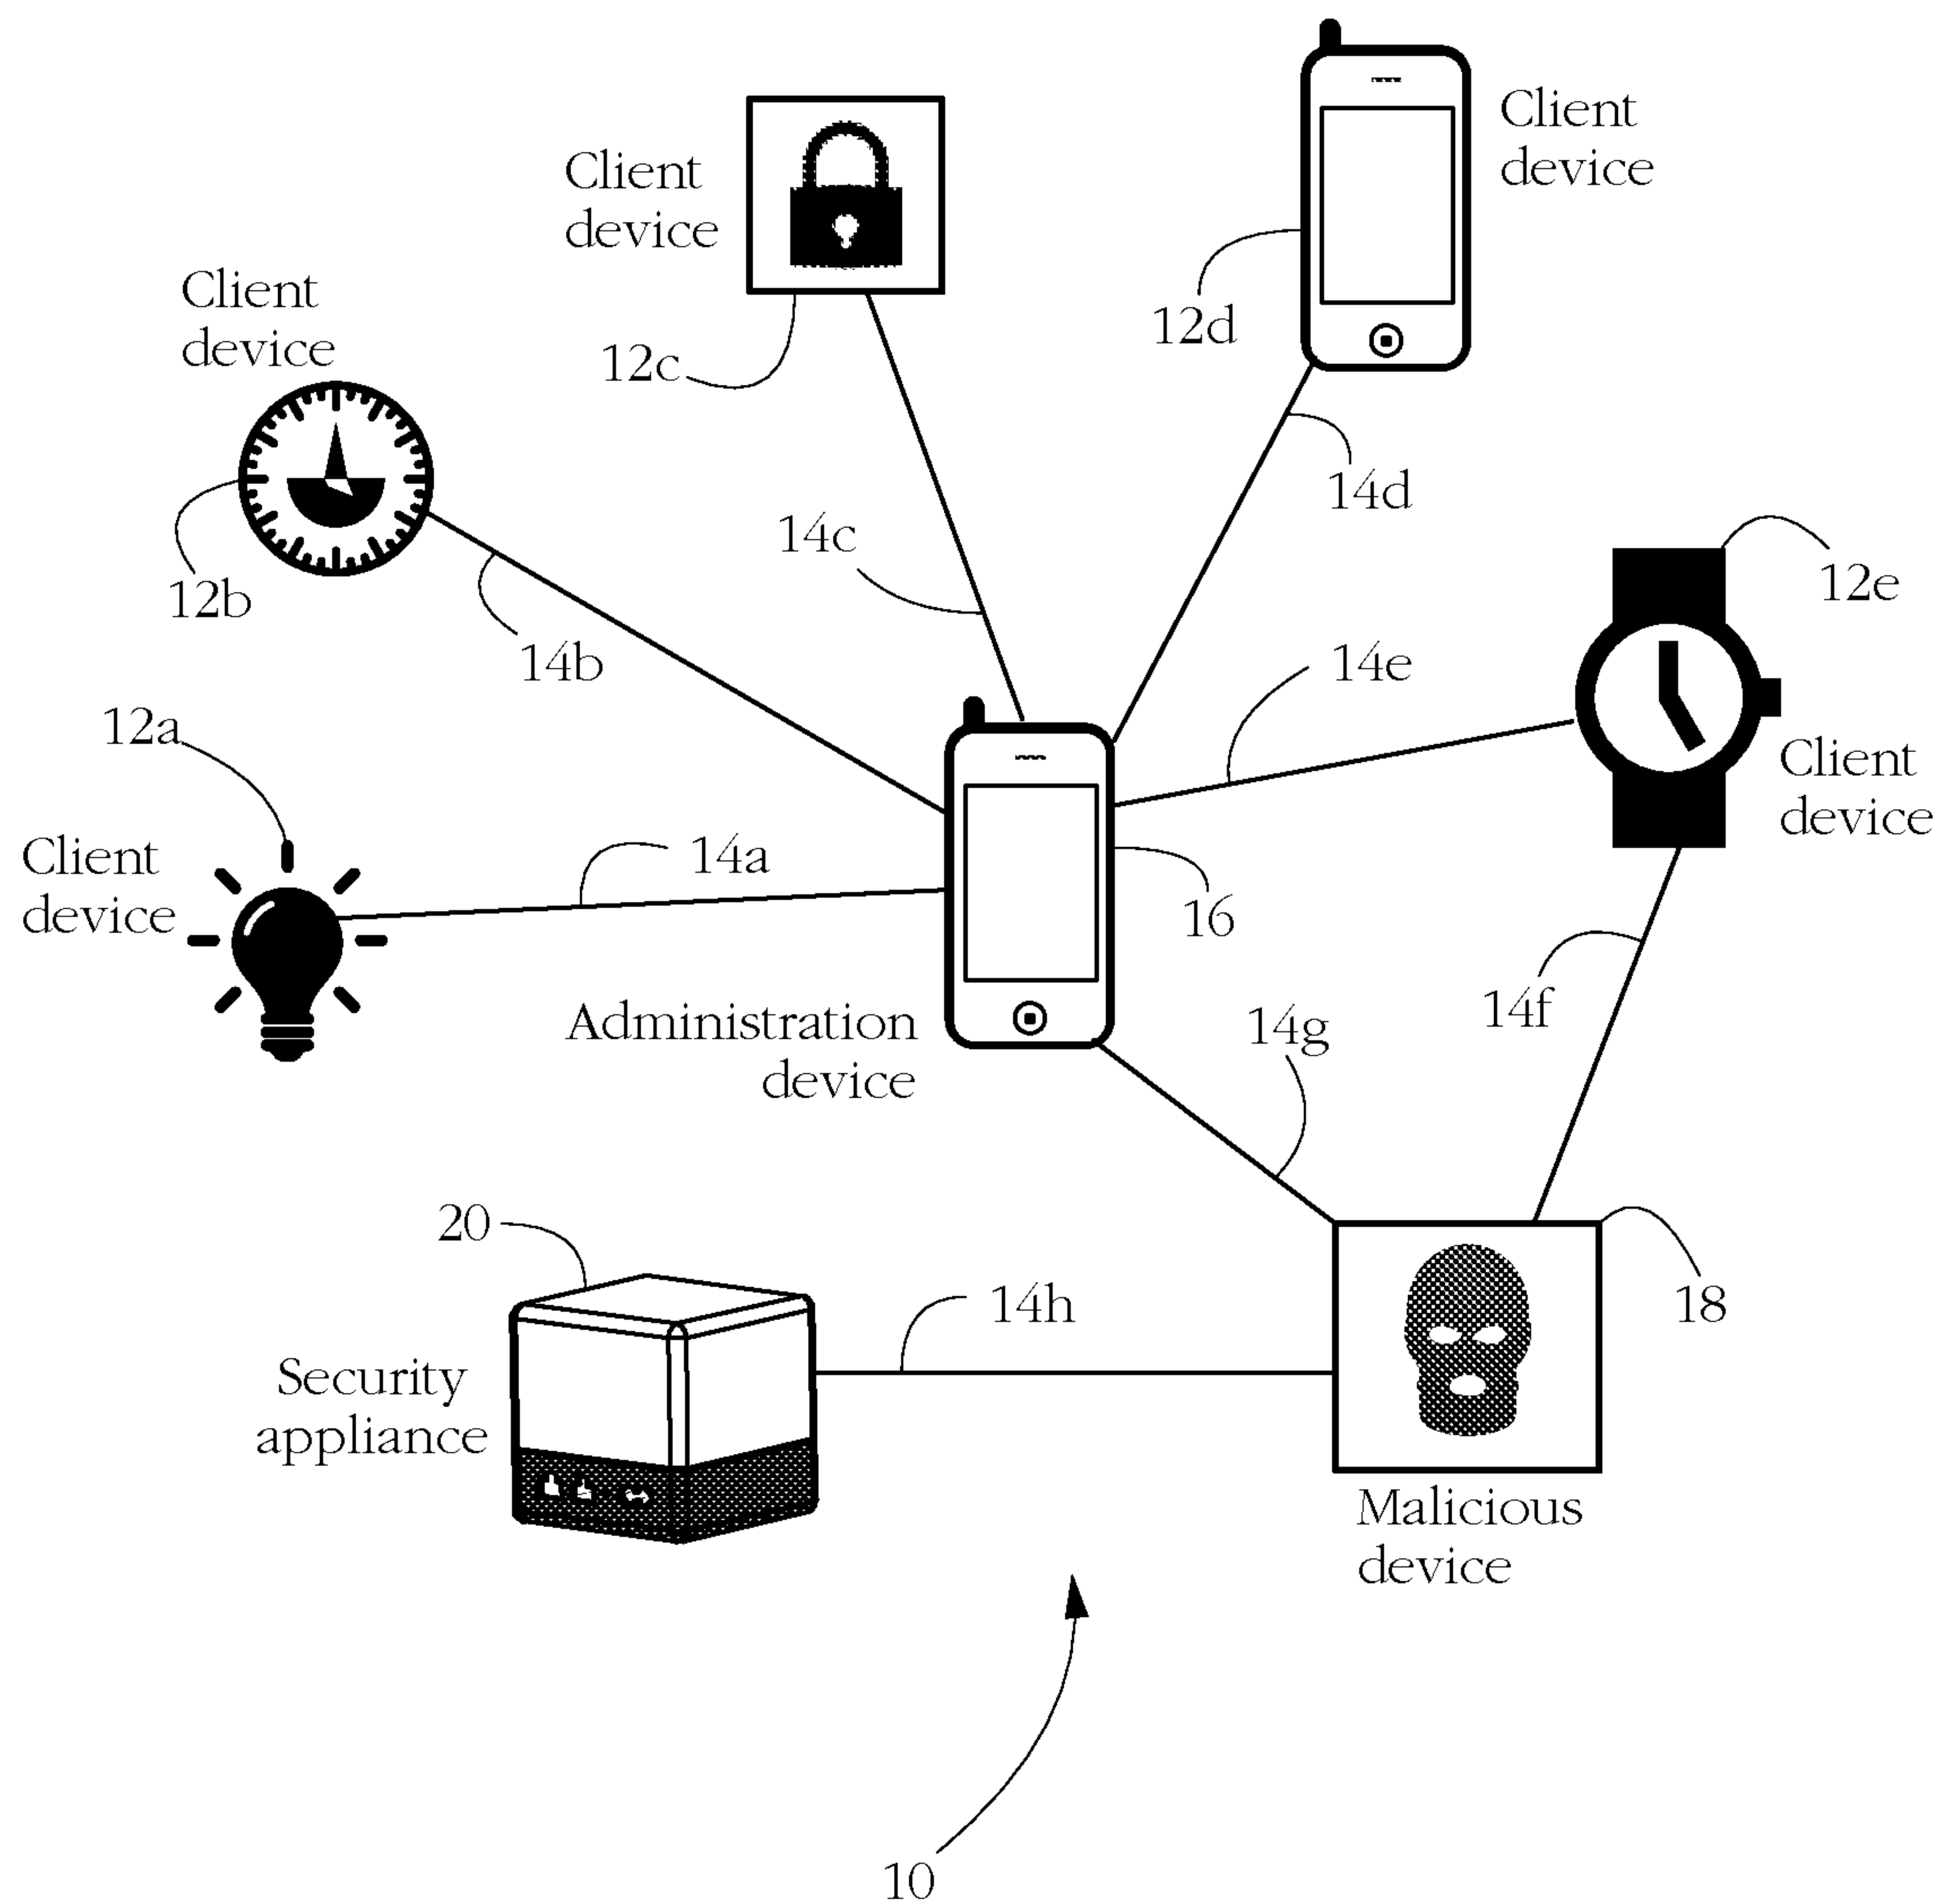 Client
device
12d
Client
device
12c
Client
device
12b
14d
14c
14b
14e
12e
Client
device
12a
Client
device
14a
16
Administration
device
14g
14f
20
14h
18
Security
appliance
Malicious
device
10